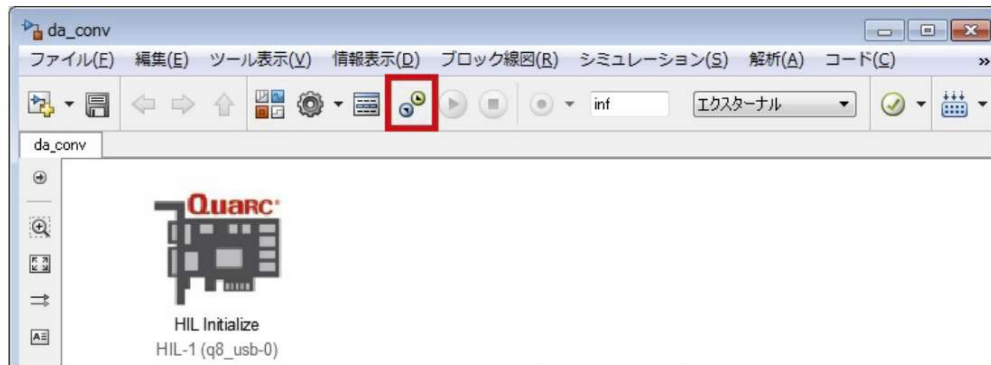 da_conv
ファイル(F) 編集(E) ツール表示(V) 情報表示(D) ブロック線図(R) シミュレーション(S) 解析(A) コード(C) »
inf エクスターナル
da_conv
QUARC
HIL Initialize
HIL-1 (q8_usb-0)